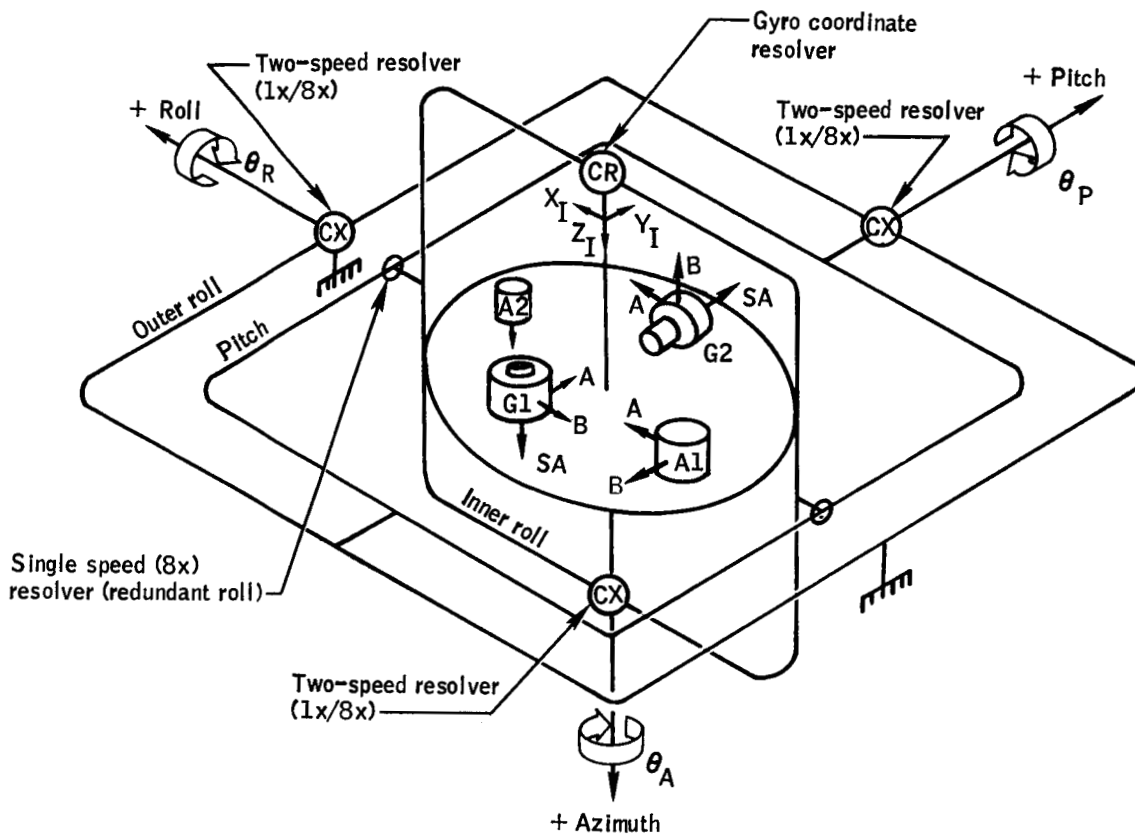 Gyro coordinate
resolver
Two-speed resolver
(1x/8x)
+ Pitch
+ Roll
Two-speed resolver
(1x/8x)
θR
θP
CR
CX
CX
XI
YI
ZI
B
A
SA
A2
G2
Outer roll
Pitch
A
G1
B
A
SA
A1
B
Inner roll
Single speed (8x)
resolver (redundant roll)
CX
Two-speed resolver
(1x/8x)
θA
+ Azimuth